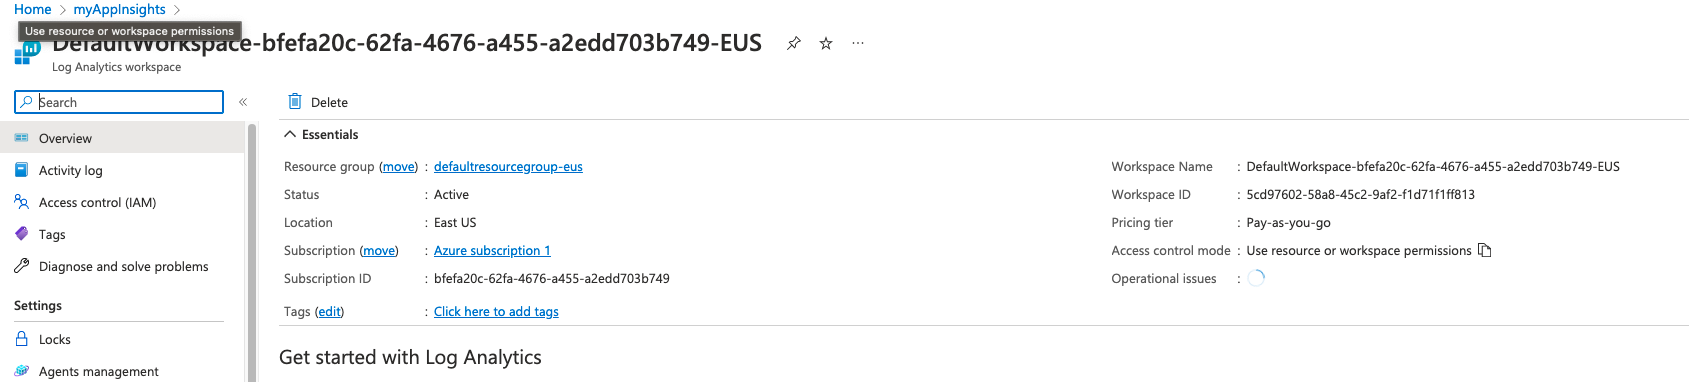 Home > myAppInsights >
Use resource or workspace permissions
DefaultWorkspace-bfefa20c-62fa-4676-a455-a2edd703b749-EUS
Log Analytics workspace
Search
«
Overview
Activity log
Access control (IAM)
Tags
Diagnose and solve problems
Settings
Locks
Agents management
Delete
Essentials
Resource group (move) : defaultresourcegroup-eus
Status : Active
Location : East US
Subscription (move) : Azure subscription 1
Subscription ID : bfefa20c-62fa-4676-a455-a2edd703b749
Tags (edit) : Click here to add tags
Workspace Name : DefaultWorkspace-bfefa20c-62fa-4676-a455-a2edd703b749-EUS
Workspace ID : 5cd97602-58a8-45c2-9af2-f1d71f1ff813
Pricing tier : Pay-as-you-go
Access control mode : Use resource or workspace permissions
Operational issues :
Get started with Log Analytics